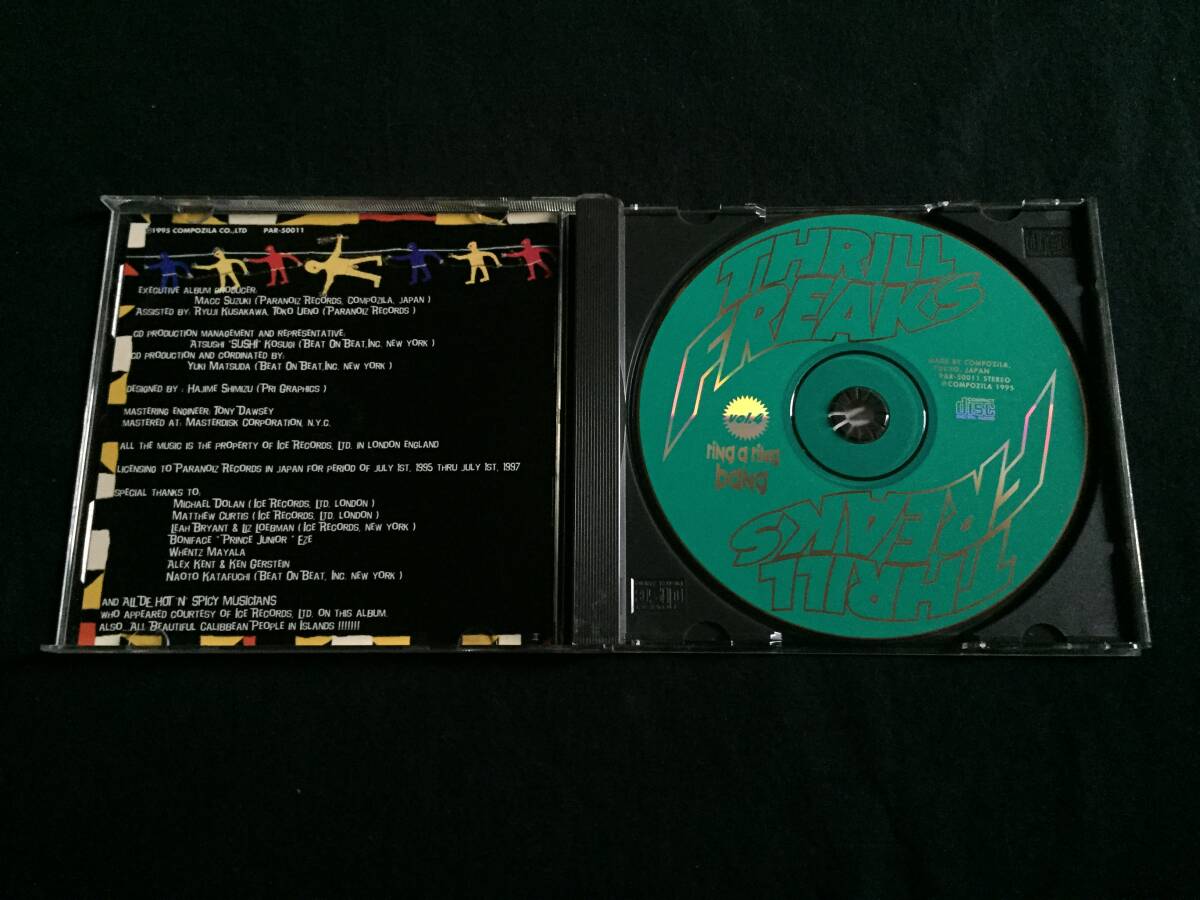 ©1995 COMPOZILA CO.,LTD PAR-50011
EXECUTIVE ALBUM PRODUCER:
MACC SUZUKI (PARANOIZ RECORDS, COMPOZILA, JAPAN )
ASSISTED BY: RYUJI KUSAKAWA, TOKO UENO (PARANOIZ RECORDS )
CD PRODUCTION MANAGEMENT AND REPRESENTATIVE:
ATSUSHI "SUSHI" KOSUGI (BEAT ON BEAT,INC. NEW YORK )
CD PRODUCTION AND CORDINATED BY:
YUKI MATSUDA (BEAT ON BEAT,INC. NEW YORK )
DESIGNED BY : HAJIME SHIMIZU (PRI GRAPHICS )
MASTERING ENGINEER: TONY DAWSEY
MASTERED AT: MASTERDISK CORPORATION, N.Y.C.
ALL THE MUSIC IS THE PROPERTY OF ICE RECORDS, LTD. IN LONDON ENGLAND
LICENSING TO PARANOIZ RECORDS IN JAPAN FOR PERIOD OF JULY 1ST, 1995 THRU JULY 1ST, 1997
SPECIAL THANKS TO:
MICHAEL DOLAN ( ICE RECORDS, LTD. LONDON )
MATTHEW CURTIS ( ICE RECORDS, LTD. LONDON )
LEAH BRYANT & LIZ LOEBMAN ( ICE RECORDS, NEW YORK )
BONIFACE "PRINCE JUNIOR" EZE
WHENTZ MAYALA
ALEX KENT & KEN GERSTEIN
NAOTO KATAFUCHI (BEAT ON BEAT, INC. NEW YORK )
AND ALL DE HOT 'N' SPICY MUSICIANS
WHO APPEARED COURTESY OF ICE RECORDS, LTD. ON THIS ALBUM.
ALSO, ALL BEAUTIFUL CALIBBEAN PEOPLE IN ISLANDS !!!!!!!
THRILL
FREAKS
MADE BY COMPOZILA,
TOKYO, JAPAN
PAR-50011 STEREO
©COMPOZILA 1995
COMPACT
disc
DIGITAL AUDIO
vol.4
ring a ring
bang
THRILL
FREAKS